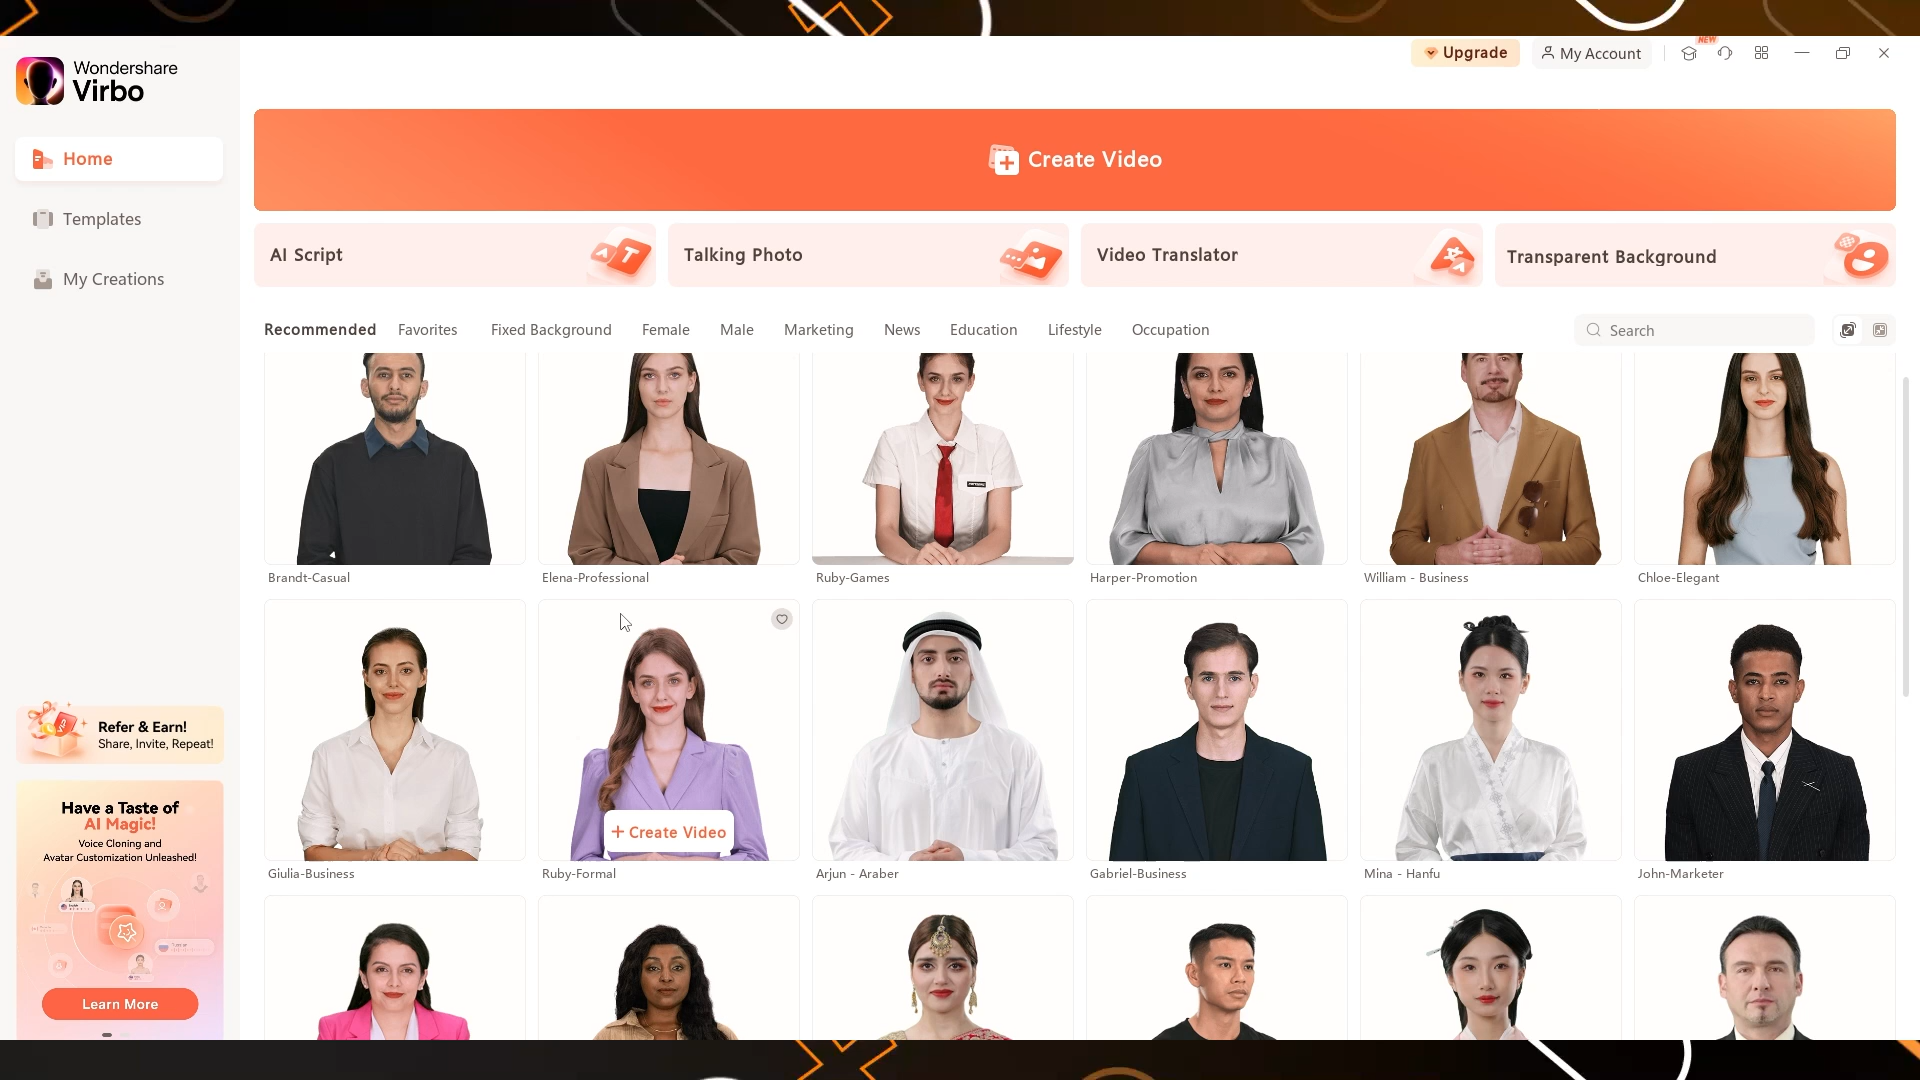 Wondershare
Virbo
NEW
Upgrade
My Account
Home
Templates
My Creations
Create Video
AI Script
Talking Photo
Video Translator
Transparent Background
Recommended
Favorites
Fixed Background
Female
Male
Marketing
News
Education
Lifestyle
Occupation
Search
Brandt-Casual
Elena-Professional
Ruby-Games
Harper-Promotion
William - Business
Chloe-Elegant
Create Video
Giulia-Business
Ruby-Formal
Arjun - Araber
Gabriel-Business
Mina - Hanfu
John-Marketer
Refer & Earn!
Share, Invite, Repeat!
Have a Taste of
AI Magic!
Voice Cloning and
Avatar Customization Unleashed!
Learn More